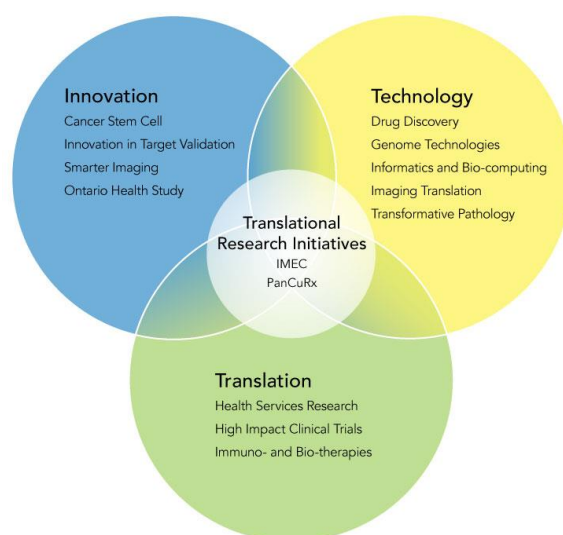 Innovation
Cancer Stem Cell
Innovation in Target Validation
Smarter Imaging
Ontario Health Study
Technology
Drug Discovery
Genome Technologies
Informatics and Bio-computing
Imaging Translation
Transformative Pathology
Translational
Research Initiatives
IMEC
PanCuRx
Translation
Health Services Research
High Impact Clinical Trials
Immuno- and Bio-therapies